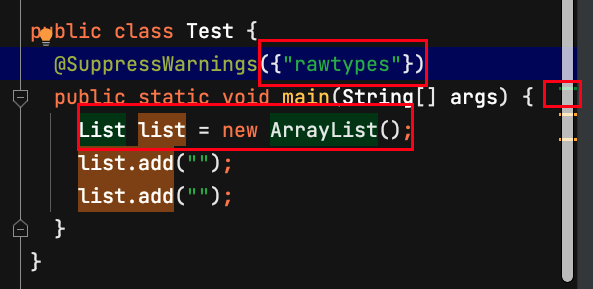 public class Test {
@SuppressWarnings({"rawtypes"})
public static void main(String[] args) {
List list = new ArrayList();
list.add("");
list.add("");
}
}